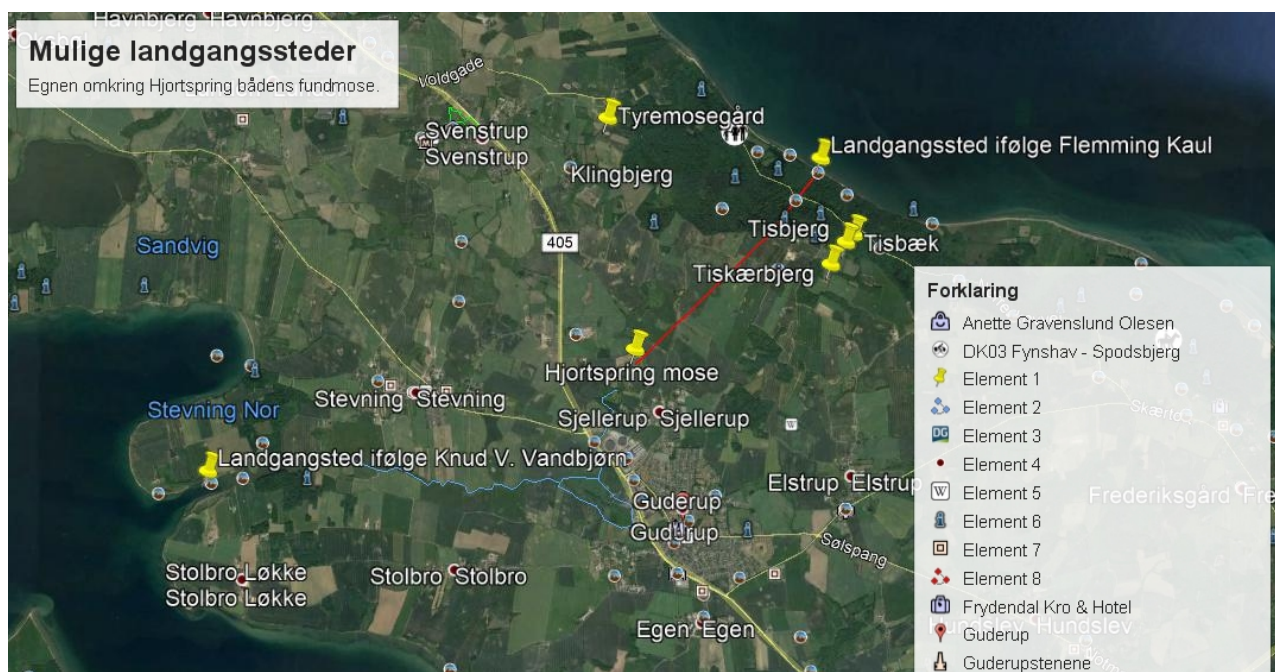 Havnbjerg Havnbjerg
Mulige landgangssteder
Egnen omkring Hjortspring bådens fundmose.
Voldgade
Svenstrup
Svenstrup
Tyremosegård
Landgangssted ifølge Flemming Kaul
Klingbjerg
Tisbjerg
Tisbæk
Sandvig
405
Tiskærbjerg
Hjortspring mose
Stevning Stevning
Stevning Nor
Sjellerup Sjellerup
Landgangsted ifølge Knud V. Vandbjørn
Elstrup Elstrup
Guderup
Guderup
Sølspang
Stolbro Løkke
Stolbro Løkke
Stolbro Stolbro
Egen Egen
Skærtoj
Frederiksgård Fre
Hundslev Hundslev
Forklaring
Anette Gravenslund Olesen
DK03 Fynshav - Spodsbjerg
Element 1
Element 2
Element 3
Element 4
Element 5
Element 6
Element 7
Element 8
Frydendal Kro & Hotel
Guderup
Guderupstenene